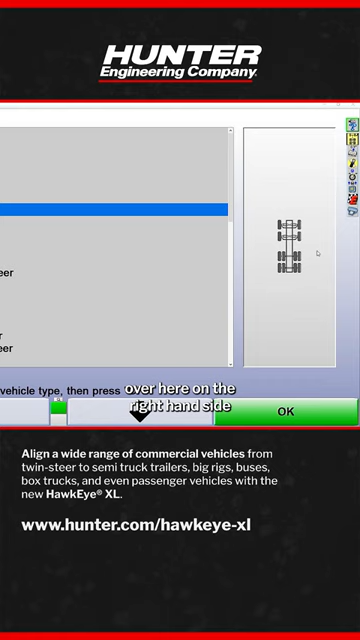 HUNTER
Engineering Company
eer
r
eer
vehicle type, then press
over here on the
right hand side
OK
Align a wide range of commercial vehicles from
twin-steer to semi truck trailers, big rigs, buses,
box trucks, and even passenger vehicles with the
new HawkEye® XL.
www.hunter.com/hawkeye-xl